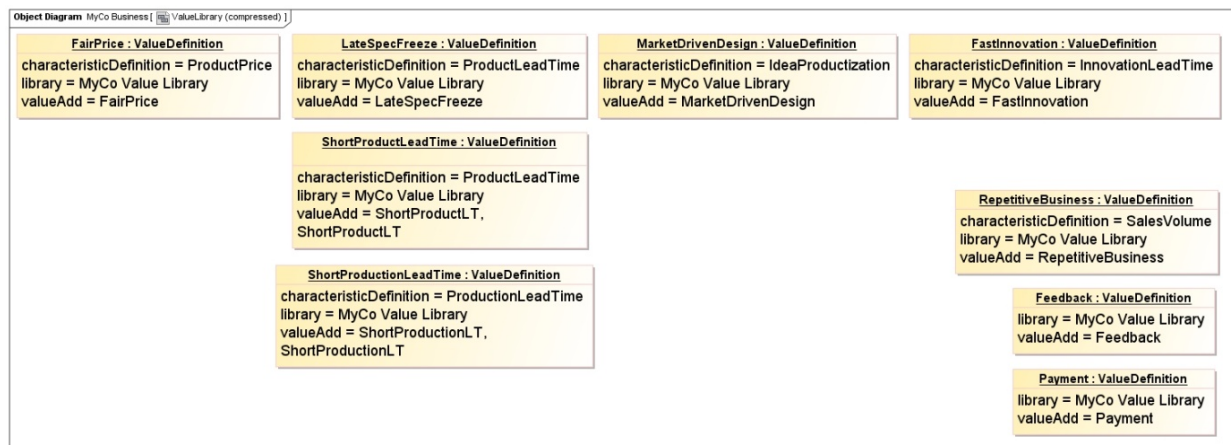 Object Diagram MyCo Business [ ValueLibrary (compressed) ]
FairPrice : ValueDefinition
characteristicDefinition = ProductPrice
library = MyCo Value Library
valueAdd = FairPrice
LateSpecFreeze : ValueDefinition
characteristicDefinition = ProductLeadTime
library = MyCo Value Library
valueAdd = LateSpecFreeze
MarketDrivenDesign : ValueDefinition
characteristicDefinition = IdeaProductization
library = MyCo Value Library
valueAdd = MarketDrivenDesign
FastInnovation : ValueDefinition
characteristicDefinition = InnovationLeadTime
library = MyCo Value Library
valueAdd = FastInnovation
ShortProductLeadTime : ValueDefinition
characteristicDefinition = ProductLeadTime
library = MyCo Value Library
valueAdd = ShortProductLT,
ShortProductLT
RepetitiveBusiness : ValueDefinition
characteristicDefinition = SalesVolume
library = MyCo Value Library
valueAdd = RepetitiveBusiness
ShortProductionLeadTime : ValueDefinition
characteristicDefinition = ProductionLeadTime
library = MyCo Value Library
valueAdd = ShortProductionLT,
ShortProductionLT
Feedback : ValueDefinition
library = MyCo Value Library
valueAdd = Feedback
Payment : ValueDefinition
library = MyCo Value Library
valueAdd = Payment